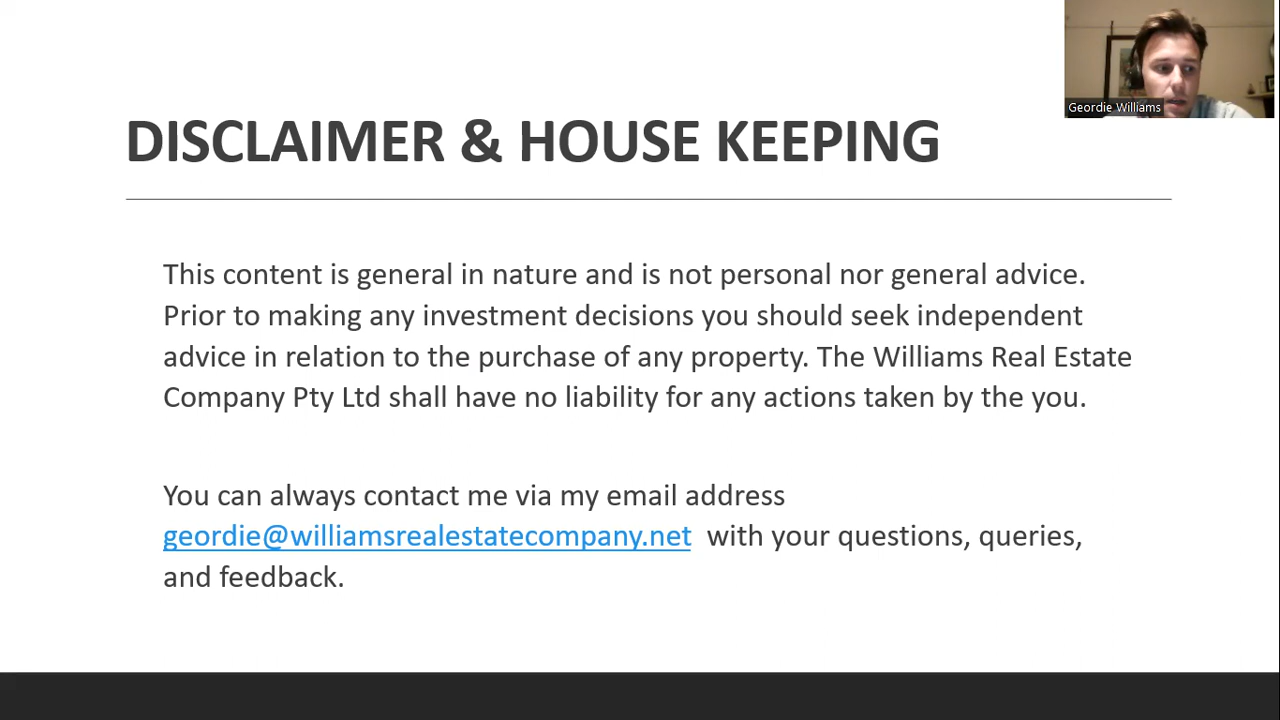 Geordie Williams
DISCLAIMER & HOUSE KEEPING
This content is general in nature and is not personal nor general advice.
Prior to making any investment decisions you should seek independent
advice in relation to the purchase of any property. The Williams Real Estate
Company Pty Ltd shall have no liability for any actions taken by the you.
You can always contact me via my email address
geordie@williamsrealestatecompany.net with your questions, queries,
and feedback.